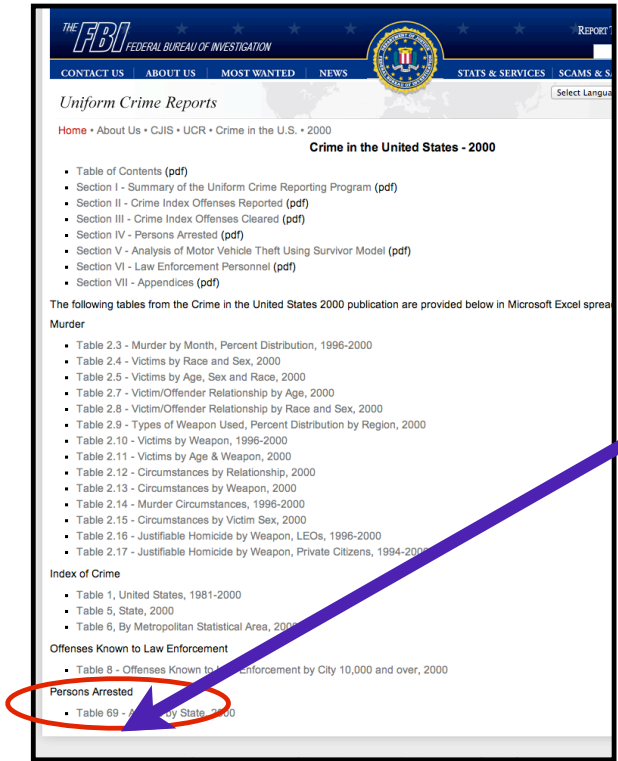 THE FBI FEDERAL BUREAU OF INVESTIGATION
REPORT
CONTACT US ABOUT US MOST WANTED NEWS STATS & SERVICES SCAMS &
Uniform Crime Reports
Select Langua
Home • About Us • CJIS • UCR • Crime in the U.S. • 2000
Crime in the United States - 2000
Table of Contents (pdf)
Section I - Summary of the Uniform Crime Reporting Program (pdf)
Section II - Crime Index Offenses Reported (pdf)
Section III - Crime Index Offenses Cleared (pdf)
Section IV - Persons Arrested (pdf)
Section V - Analysis of Motor Vehicle Theft Using Survivor Model (pdf)
Section VI - Law Enforcement Personnel (pdf)
Section VII - Appendices (pdf)
The following tables from the Crime in the United States 2000 publication are provided below in Microsoft Excel sprea
Murder
Table 2.3 - Murder by Month, Percent Distribution, 1996-2000
Table 2.4 - Victims by Race and Sex, 2000
Table 2.5 - Victims by Age, Sex and Race, 2000
Table 2.7 - Victim/Offender Relationship by Age, 2000
Table 2.8 - Victim/Offender Relationship by Race and Sex, 2000
Table 2.9 - Types of Weapon Used, Percent Distribution by Region, 2000
Table 2.10 - Victims by Weapon, 1996-2000
Table 2.11 - Victims by Age & Weapon, 2000
Table 2.12 - Circumstances by Relationship, 2000
Table 2.13 - Circumstances by Weapon, 2000
Table 2.14 - Murder Circumstances, 1996-2000
Table 2.15 - Circumstances by Victim Sex, 2000
Table 2.16 - Justifiable Homicide by Weapon, LEOs, 1996-2000
Table 2.17 - Justifiable Homicide by Weapon, Private Citizens, 1994-2000
Index of Crime
Table 1, United States, 1981-2000
Table 5, State, 2000
Table 6, By Metropolitan Statistical Area, 2000
Offenses Known to Law Enforcement
Table 8 - Offenses Known to Law Enforcement by City 10,000 and over, 2000
Persons Arrested
Table 69 - by State, 2000